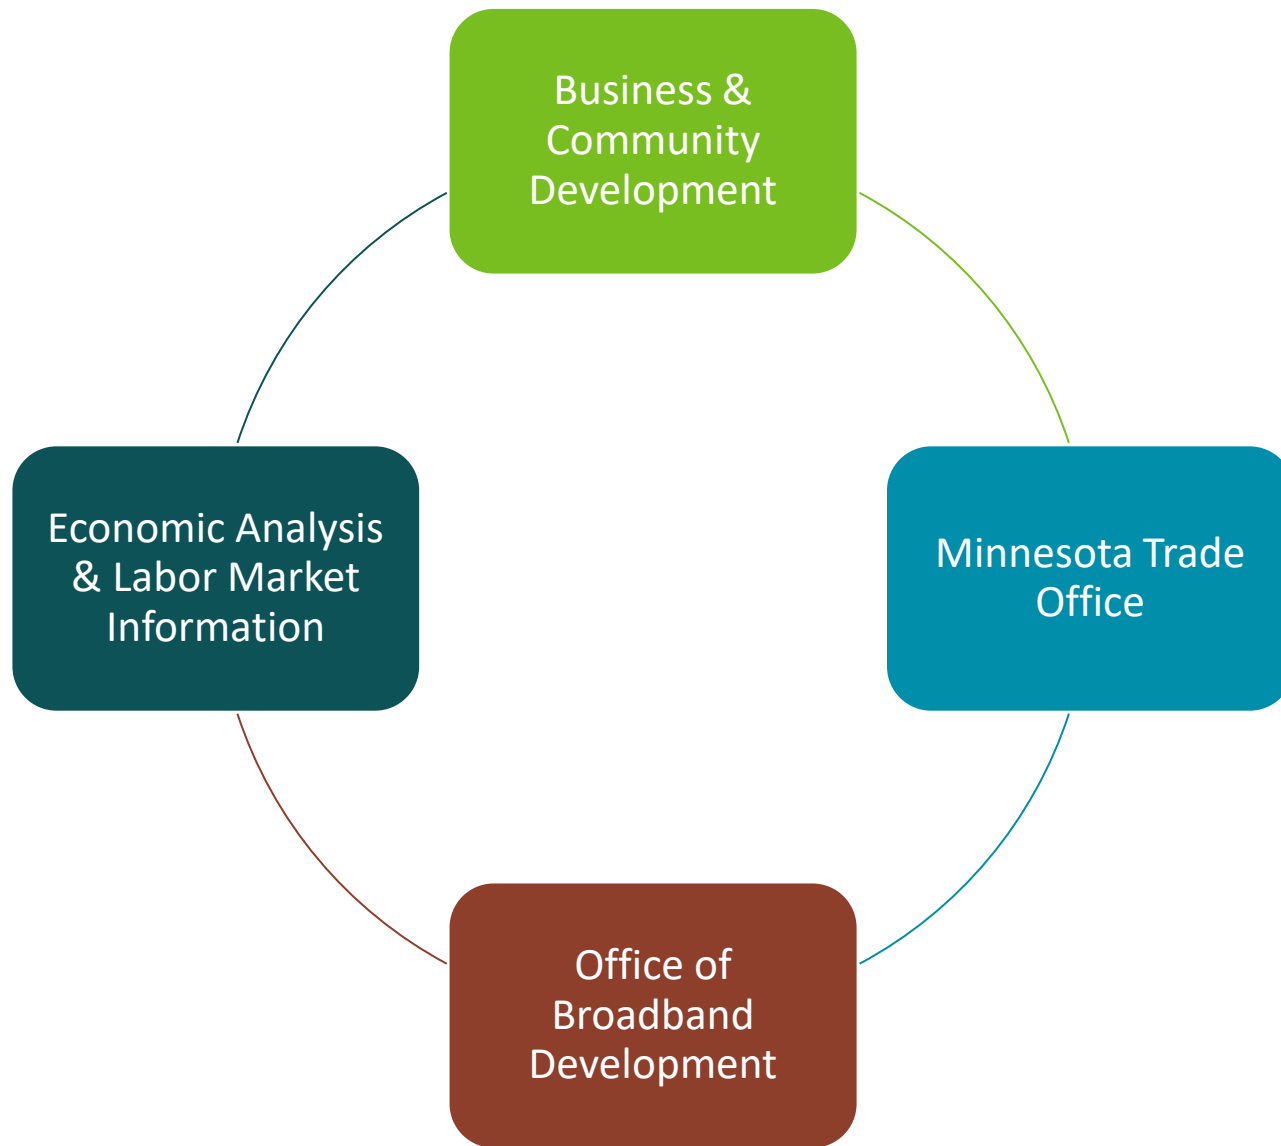 Business &
Community
Development
Economic Analysis
& Labor Market
Information
Minnesota Trade
Office
Office of
Broadband
Development